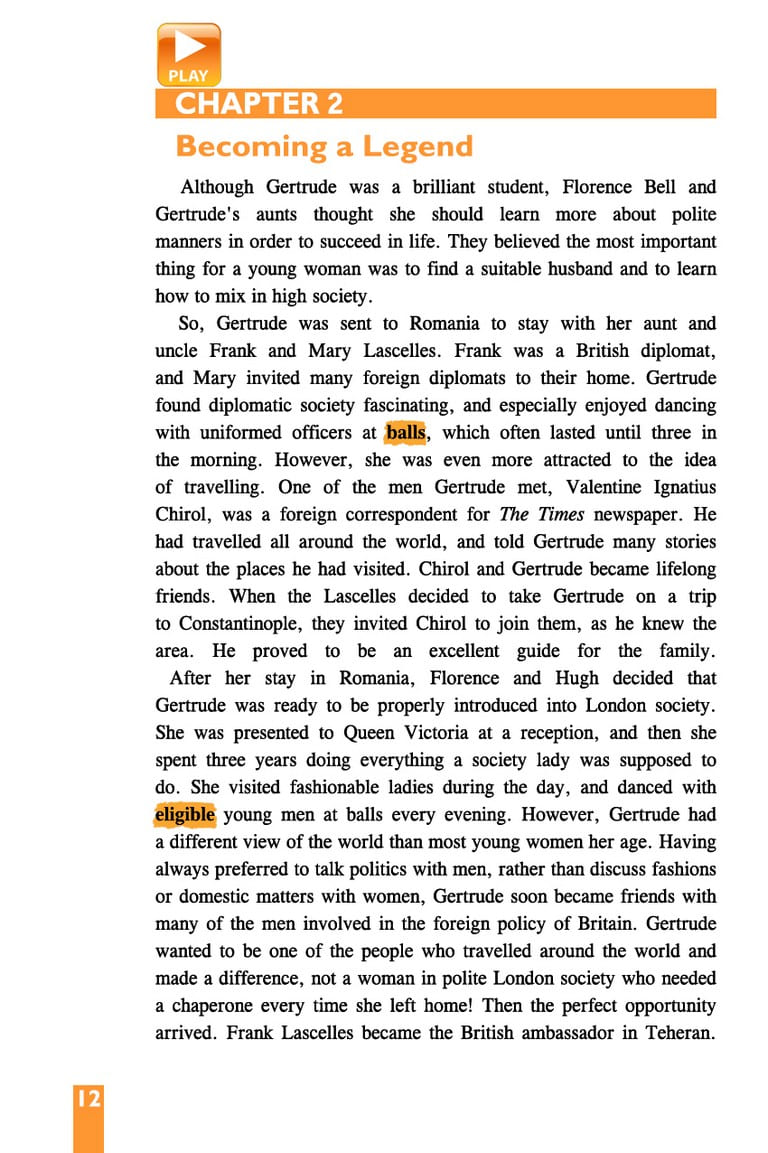 PLAY
CHAPTER 2
Becoming a Legend
Although Gertrude was a brilliant student, Florence Bell and
Gertrude's aunts thought she should learn more about polite
manners in order to succeed in life. They believed the most important
thing for a young woman was to find a suitable husband and to learn
how to mix in high society.
So, Gertrude was sent to Romania to stay with her aunt and
uncle Frank and Mary Lascelles. Frank was a British diplomat,
and Mary invited many foreign diplomats to their home. Gertrude
found diplomatic society fascinating, and especially enjoyed dancing
with uniformed officers at balls, which often lasted until three in
the morning. However, she was even more attracted to the idea
of travelling. One of the men Gertrude met, Valentine Ignatius
Chirol, was a foreign correspondent for The Times newspaper. He
had travelled all around the world, and told Gertrude many stories
about the places he had visited. Chirol and Gertrude became lifelong
friends. When the Lascelles decided to take Gertrude on a trip
to Constantinople, they invited Chirol to join them, as he knew the
area. He proved to be an excellent guide for the family.
After her stay in Romania, Florence and Hugh decided that
Gertrude was ready to be properly introduced into London society.
She was presented to Queen Victoria at a reception, and then she
spent three years doing everything a society lady was supposed to
do. She visited fashionable ladies during the day, and danced with
eligible young men at balls every evening. However, Gertrude had
a different view of the world than most young women her age. Having
always preferred to talk politics with men, rather than discuss fashions
or domestic matters with women, Gertrude soon became friends with
many of the men involved in the foreign policy of Britain. Gertrude
wanted to be one of the people who travelled around the world and
made a difference, not a woman in polite London society who needed
a chaperone every time she left home! Then the perfect opportunity
arrived. Frank Lascelles became the British ambassador in Teheran.
12